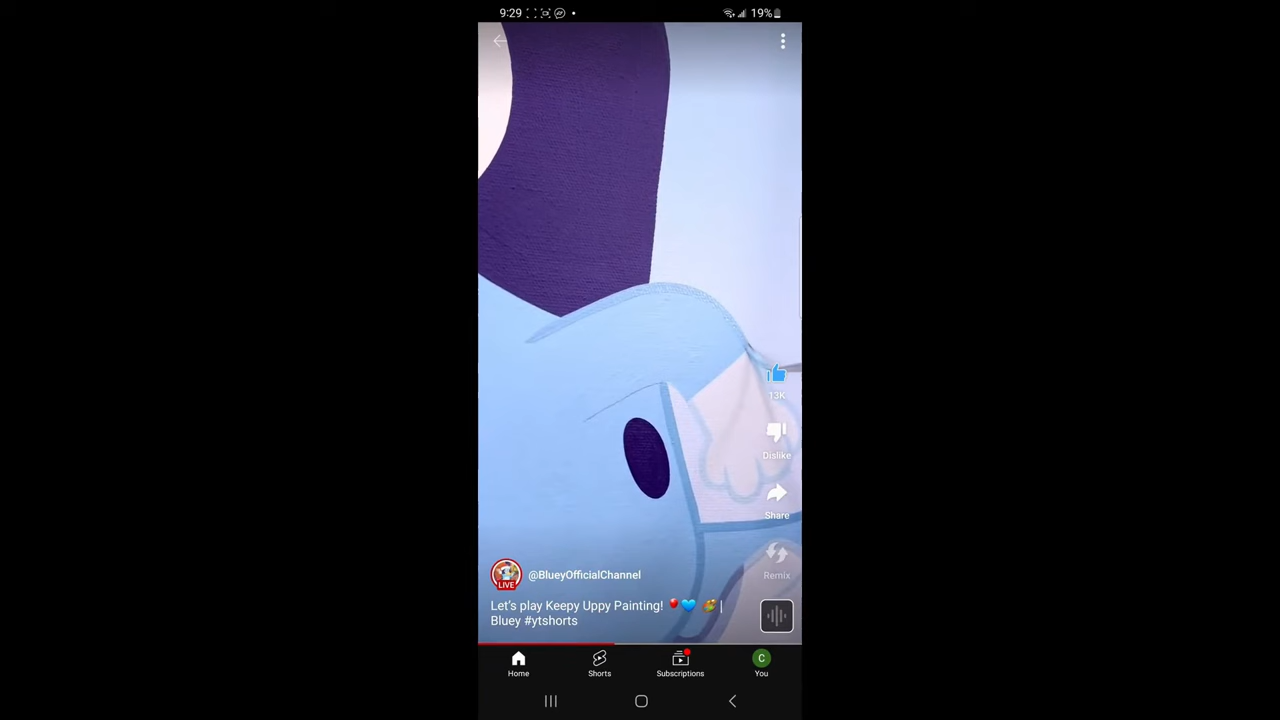 9:29
19%
13K
Dislike
Share
Remix
LIVE
@BlueyOfficialChannel
Let's play Keepy Uppy Painting! 🎈💙 🎨 |
Bluey #ytshorts
Home
Shorts
Subscriptions
C
You